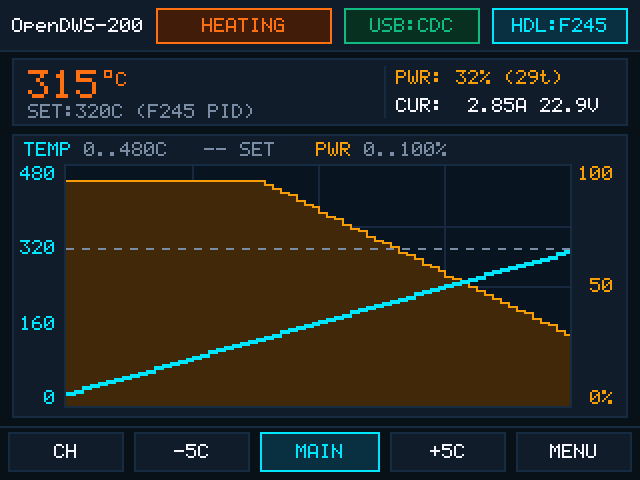 OpenDWS-200 HEATING USB:CDC HDL:F245
315°C
PWR: 32% (29t)
SET:320C (F245 PID)
CUR: 2.85A 22.9V
TEMP 0..480C -- SET PWR 0..100%
480 100
320
50
160
0 0%
CH -5C MAIN +5C MENU